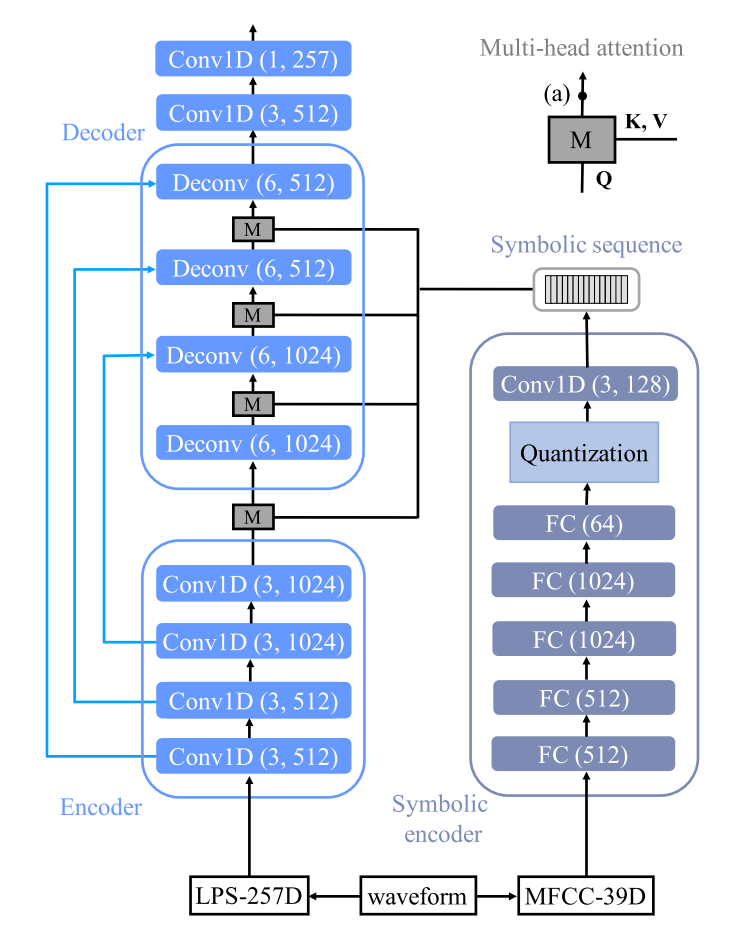 Conv1D (1, 257)
Conv1D (3, 512)
Decoder
Deconv (6, 512)
M
Deconv (6, 512)
M
Deconv (6, 1024)
M
Deconv (6, 1024)
M
Conv1D (3, 1024)
Conv1D (3, 1024)
Conv1D (3, 512)
Conv1D (3, 512)
Encoder
LPS-257D
waveform
MFCC-39D
Multi-head attention
(a)
K, V
M
Q
Symbolic sequence
Conv1D (3, 128)
Quantization
FC (64)
FC (1024)
FC (1024)
FC (512)
FC (512)
Symbolic
encoder